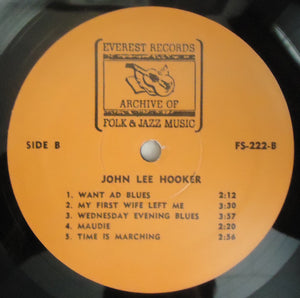 EVEREST RECORDS
ARCHIVE OF
FOLK & JAZZ MUSIC
SIDE B
FS-222-B
JOHN LEE HOOKER
1. WANT AD BLUES 2:12
2. MY FIRST WIFE LEFT ME 3:30
3. WEDNESDAY EVENING BLUES 3:57
4. MAUDIE 2:20
5. TIME IS MARCHING 2:56